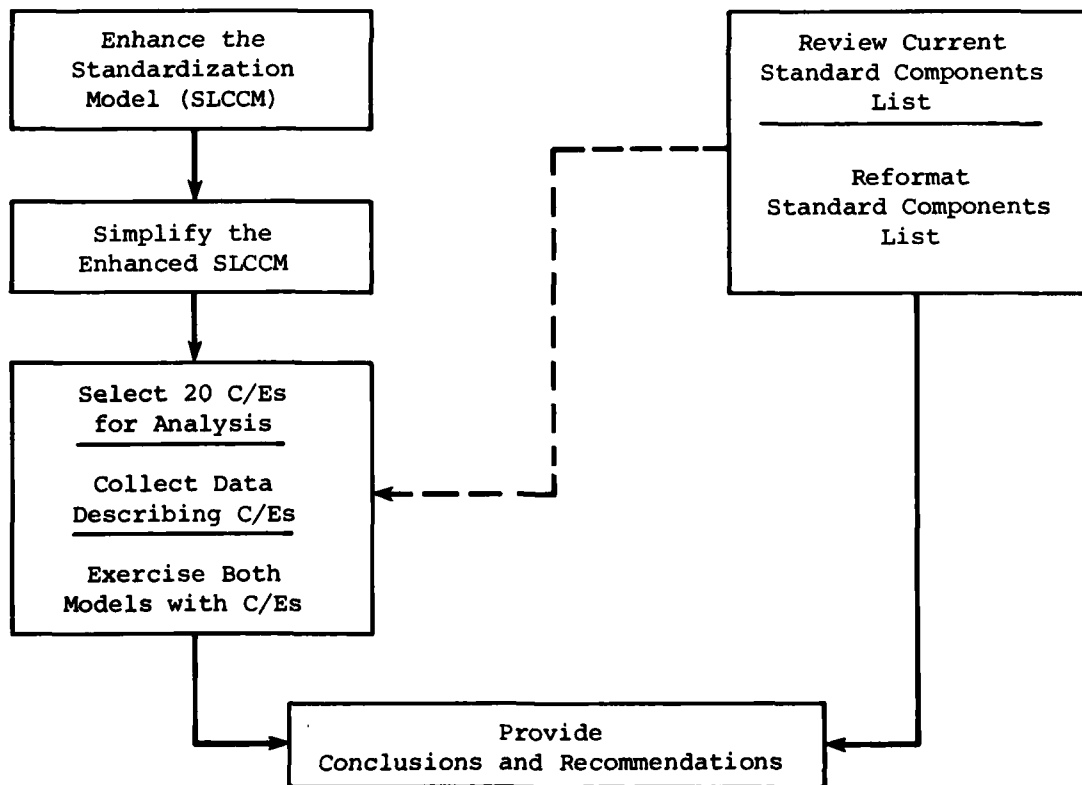 Enhance the
Standardization
Model (SLCCM)
Simplify the
Enhanced SLCCM
Select 20 C/Es
for Analysis
Collect Data
Describing C/Es
Exercise Both
Models with C/Es
Review Current
Standard Components
List
Reformat
Standard Components
List
Provide
Conclusions and Recommendations